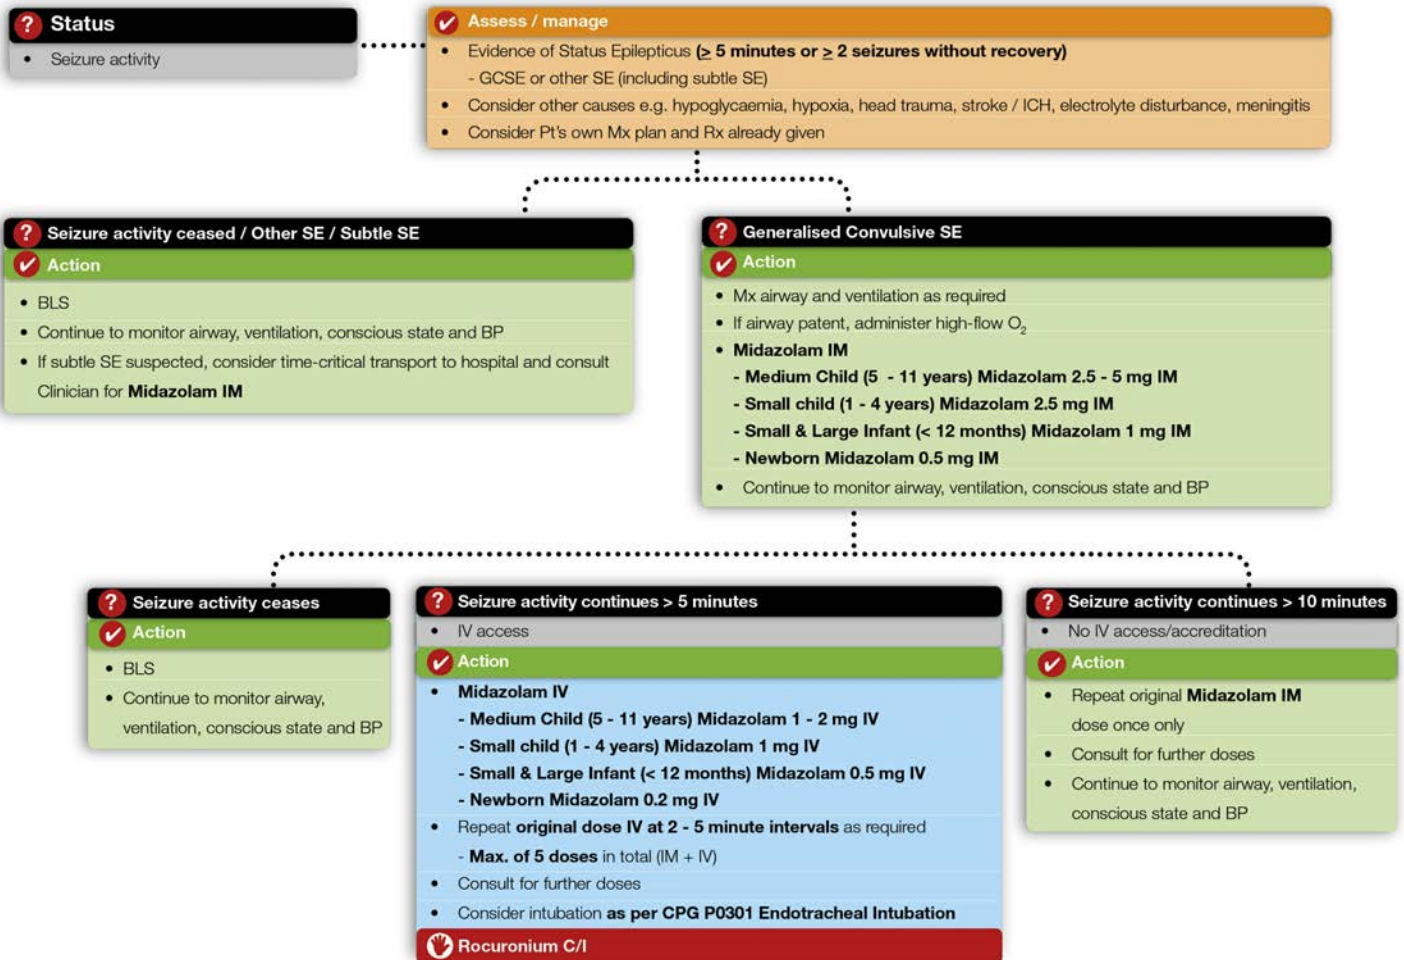 Status
• Seizure activity
Assess / manage
• Evidence of Status Epilepticus (≥ 5 minutes or ≥ 2 seizures without recovery)
- GCSE or other SE (including subtle SE)
• Consider other causes e.g. hypoglycaemia, hypoxia, head trauma, stroke / ICH, electrolyte disturbance, meningitis
• Consider Pt's own Mx plan and Rx already given
? Seizure activity ceased / Other SE / Subtle SE
Action
• BLS
• Continue to monitor airway, ventilation, conscious state and BP
• If subtle SE suspected, consider time-critical transport to hospital and consult
Clinician for Midazolam IM
? Generalised Convulsive SE
Action
• Mx airway and ventilation as required
• If airway patent, administer high-flow O₂
• Midazolam IM
- Medium Child (5 - 11 years) Midazolam 2.5 - 5 mg IM
- Small child (1 - 4 years) Midazolam 2.5 mg IM
- Small & Large Infant (< 12 months) Midazolam 1 mg IM
- Newborn Midazolam 0.5 mg IM
• Continue to monitor airway, ventilation, conscious state and BP
? Seizure activity ceases
Action
• BLS
• Continue to monitor airway,
ventilation, conscious state and BP
? Seizure activity continues > 5 minutes
• IV access
Action
• Midazolam IV
- Medium Child (5 - 11 years) Midazolam 1 - 2 mg IV
- Small child (1 - 4 years) Midazolam 1 mg IV
- Small & Large Infant (< 12 months) Midazolam 0.5 mg IV
- Newborn Midazolam 0.2 mg IV
• Repeat original dose IV at 2 - 5 minute intervals as required
- Max. of 5 doses in total (IM + IV)
• Consult for further doses
• Consider intubation as per CPG P0301 Endotracheal Intubation
Rocuronium C/I
? Seizure activity continues > 10 minutes
• No IV access/accreditation
Action
• Repeat original Midazolam IM
dose once only
• Consult for further doses
• Continue to monitor airway, ventilation,
conscious state and BP